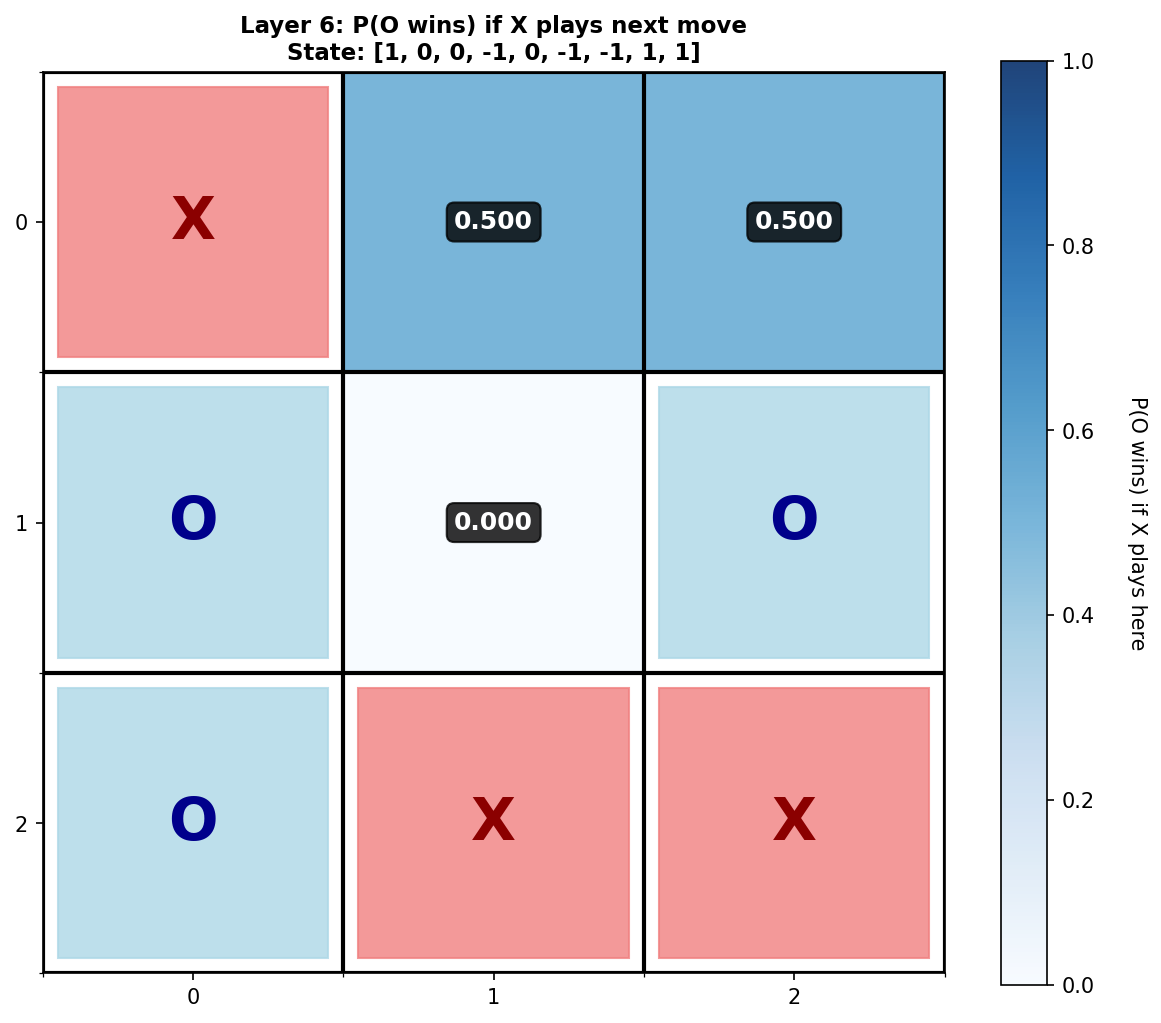 Layer 6: P(O wins) if X plays next move
State: [1, 0, 0, -1, 0, -1, -1, 1, 1]
X
0.500
0.500
O
0.000
O
O
X
X
0
1
2
0
1
2
1.0
0.8
0.6
0.4
0.2
0.0
P(O wins) if X plays here